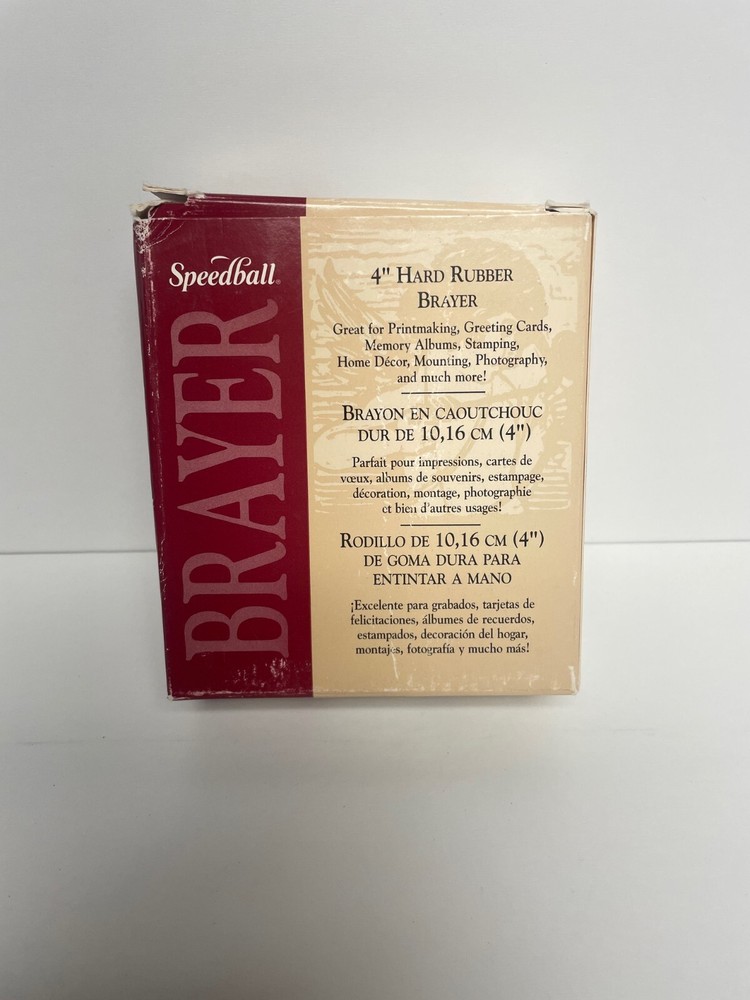 Speedball®
BRAYER
4" HARD RUBBER
BRAYER
Great for Printmaking, Greeting Cards,
Memory Albums, Stamping,
Home Décor, Mounting, Photography,
and much more!
BRAYON EN CAOUTCHOUC
DUR DE 10,16 CM (4")
Parfait pour impressions, cartes de
vœux, albums de souvenirs, estampage,
décoration, montage, photographie
et bien d'autres usages!
RODILLO DE 10,16 CM (4")
DE GOMA DURA PARA
ENTINTAR A MANO
¡Excelente para grabados, tarjetas de
felicitaciones, álbumes de recuerdos,
estampados, decoración del hogar,
montajes, fotografía y mucho más!